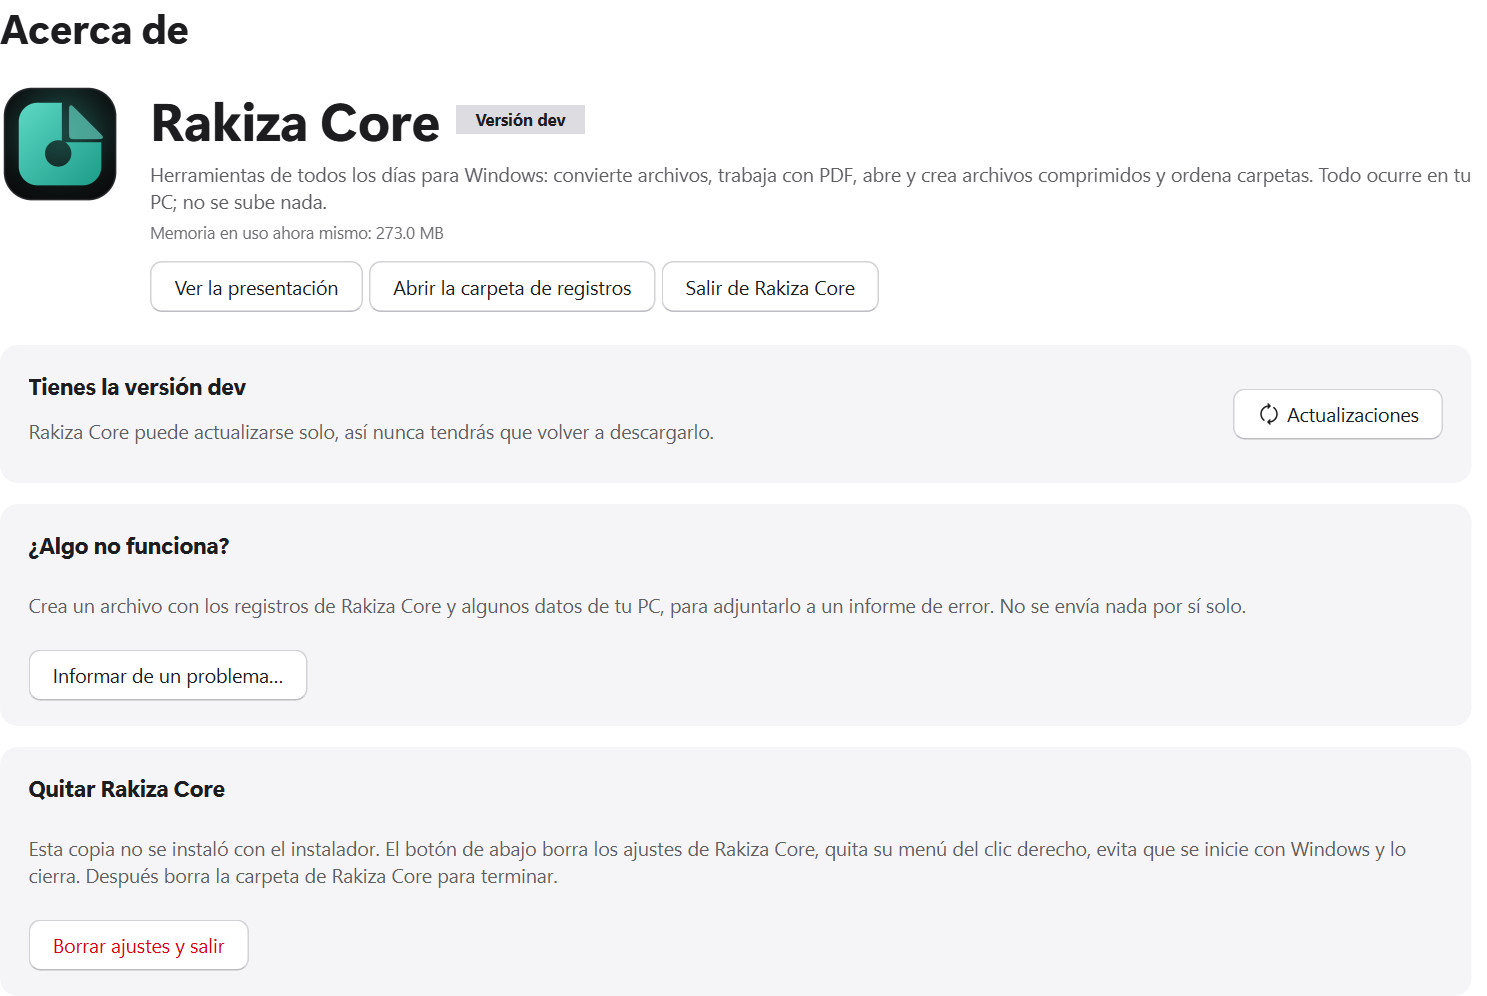 Acerca de
Rakiza Core
Versión dev
Herramientas de todos los días para Windows: convierte archivos, trabaja con PDF, abre y crea archivos comprimidos y ordena carpetas. Todo ocurre en tu
PC; no se sube nada.
Memoria en uso ahora mismo: 273.0 MB
Ver la presentación
Abrir la carpeta de registros
Salir de Rakiza Core
Tienes la versión dev
Rakiza Core puede actualizarse solo, así nunca tendrás que volver a descargarlo.
Actualizaciones
¿Algo no funciona?
Crea un archivo con los registros de Rakiza Core y algunos datos de tu PC, para adjuntarlo a un informe de error. No se envía nada por sí solo.
Informar de un problema...
Quitar Rakiza Core
Esta copia no se instaló con el instalador. El botón de abajo borra los ajustes de Rakiza Core, quita su menú del clic derecho, evita que se inicie con Windows y lo
cierra. Después borra la carpeta de Rakiza Core para terminar.
Borrar ajustes y salir